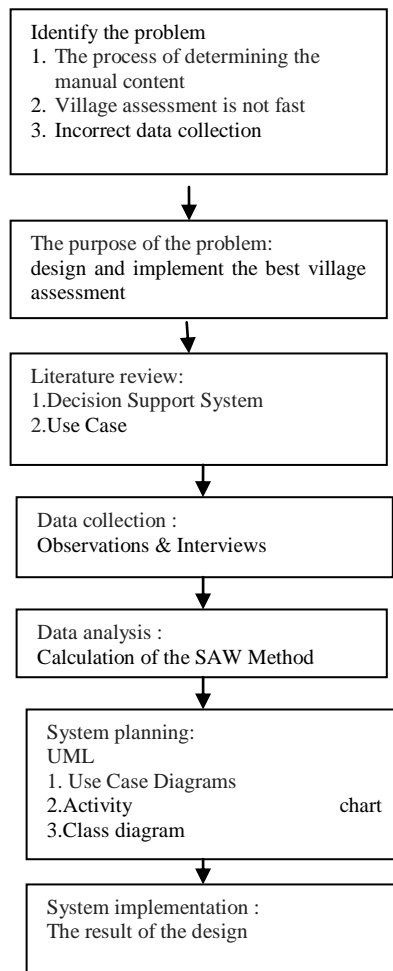 Identify the problem
1. The process of determining the
manual content
2. Village assessment is not fast
3. Incorrect data collection
The purpose of the problem:
design and implement the best village
assessment
Literature review:
1.Decision Support System
2.Use Case
Data collection :
Observations & Interviews
Data analysis :
Calculation of the SAW Method
System planning:
UML
1. Use Case Diagrams
2.Activity chart
3.Class diagram
System implementation :
The result of the design